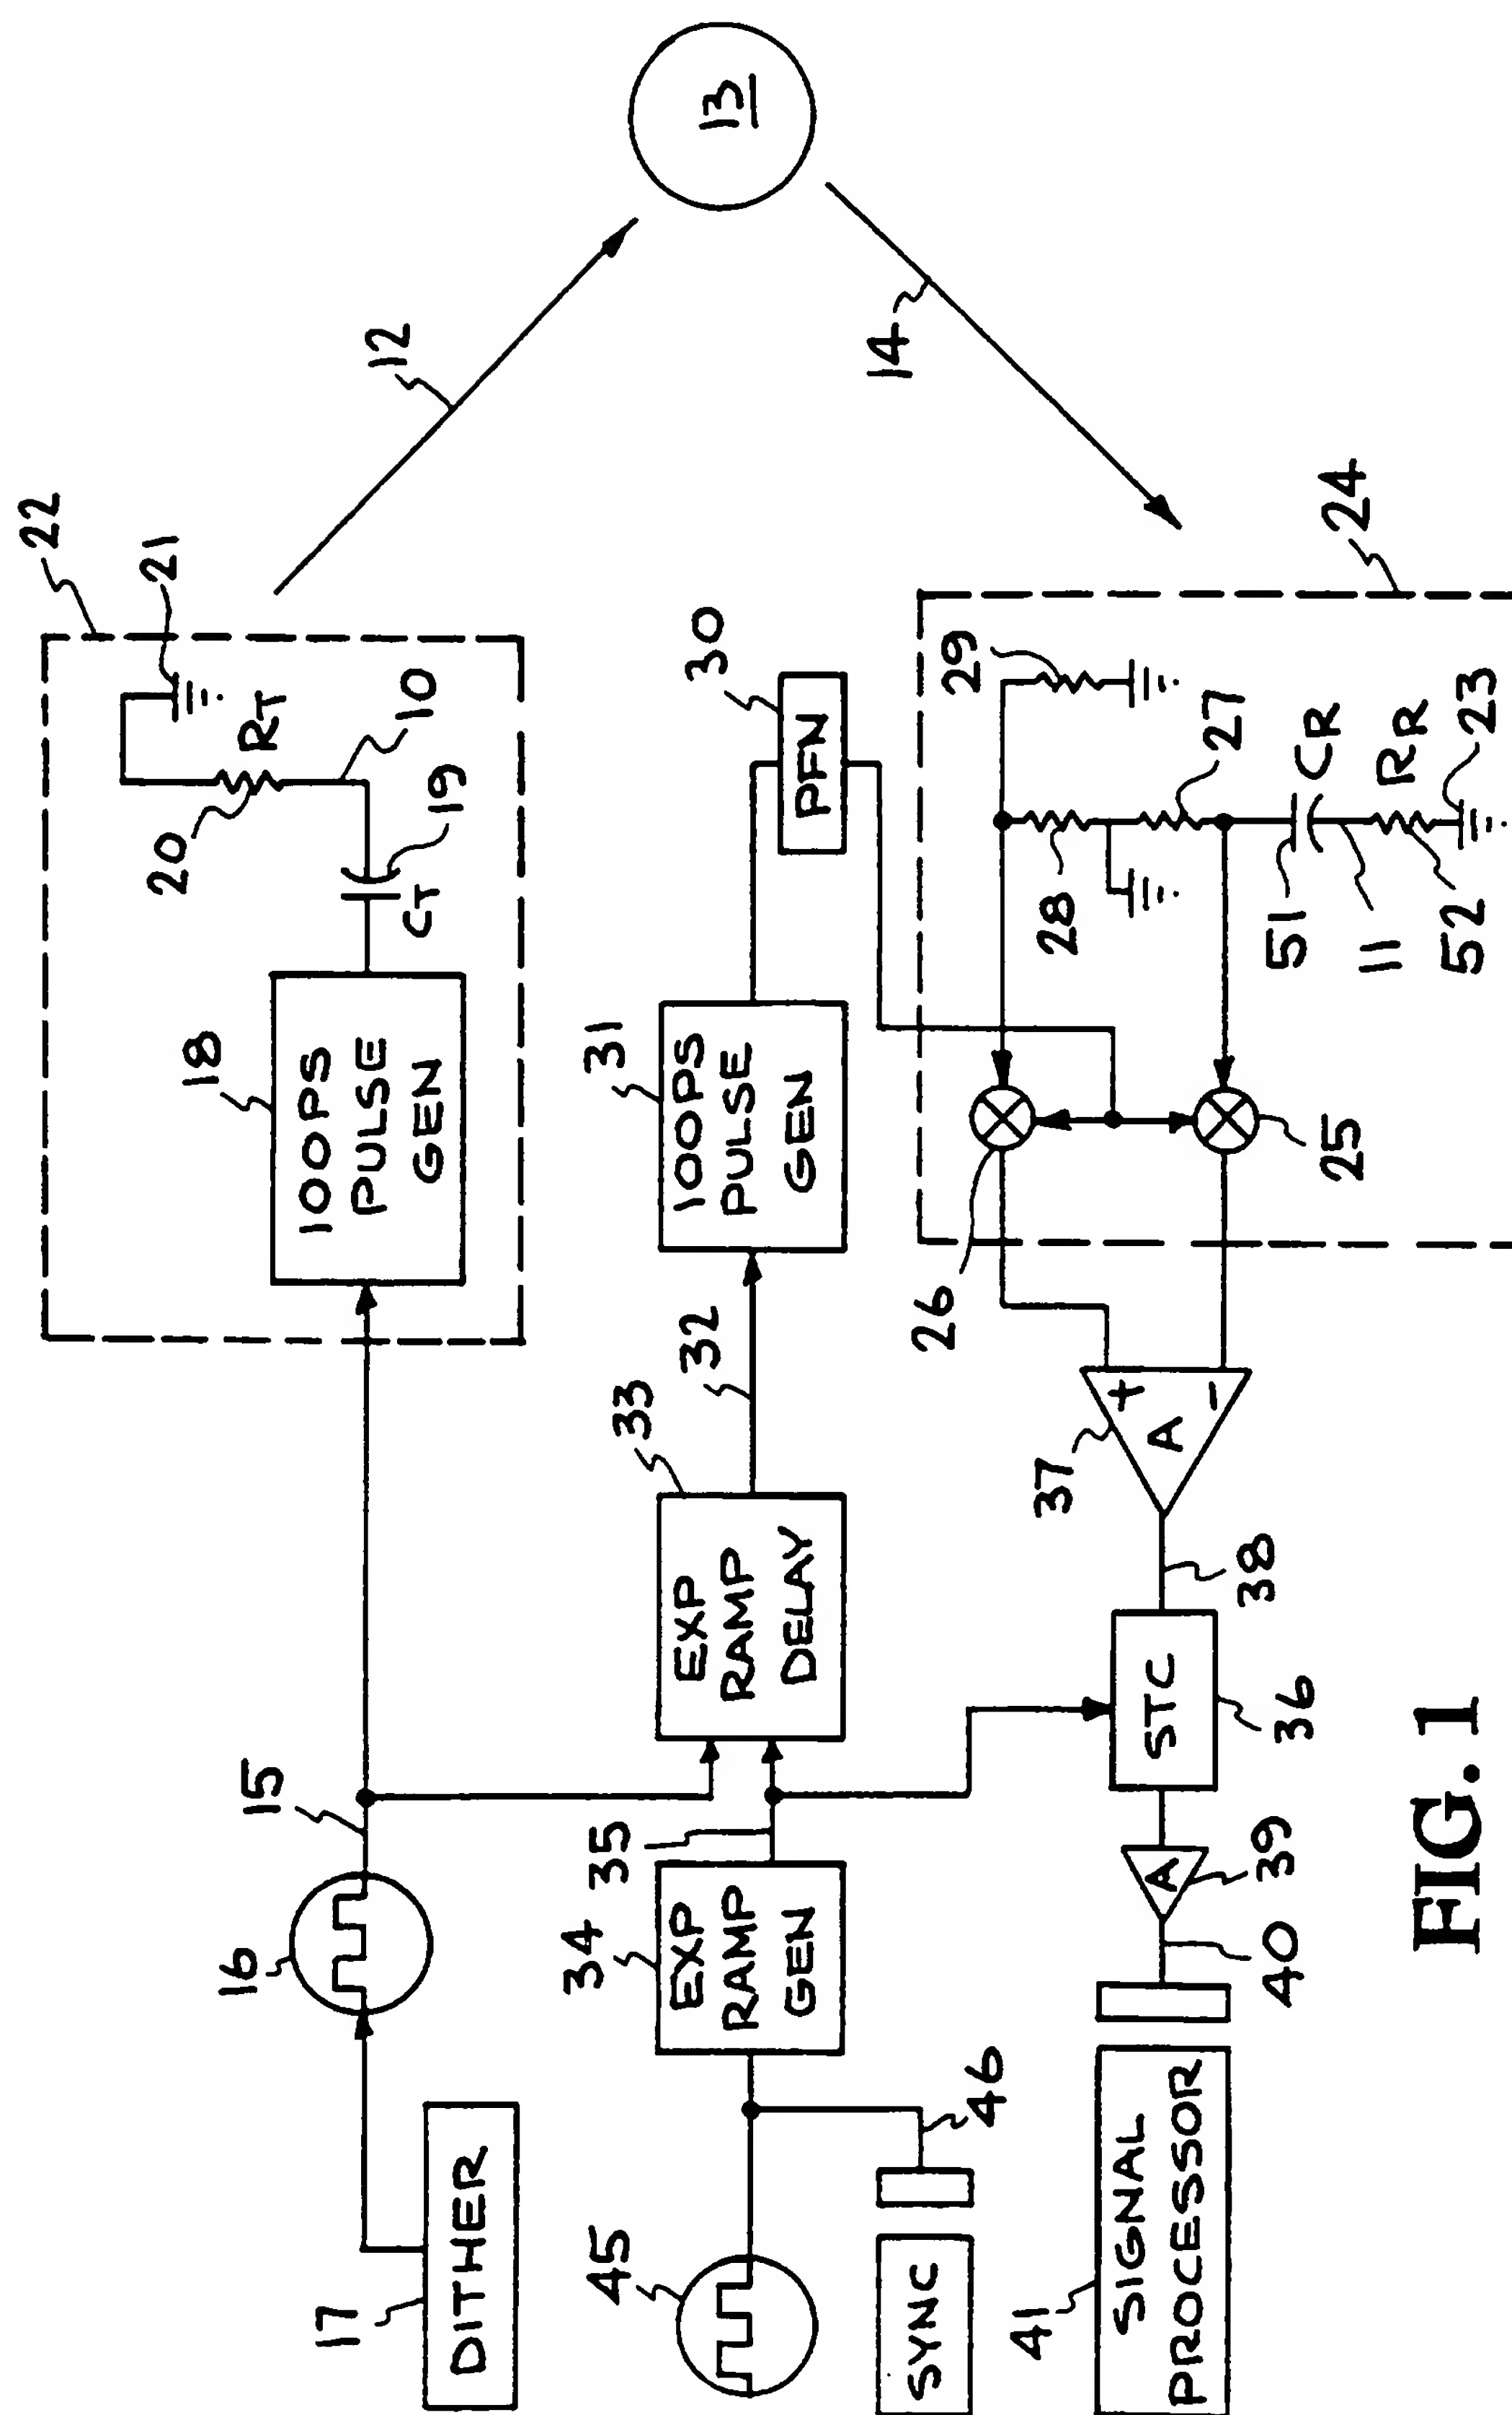 22
21
RT
10
20
19
CT
18
100PS
PULSE
GEN
12
13
14
15
16
17
DITHER
30
PFN
31
100PS
PULSE
GEN
32
33
EXP
RAMP
DELAY
35
34
EXP
RAMP
GEN
45
46
SYNC
24
29
28
27
CR
51
11
RR
52
23
26
25
+
A
−
37
38
STC
36
A
39
40
41
SIGNAL
PROCESSOR
FIG. 1